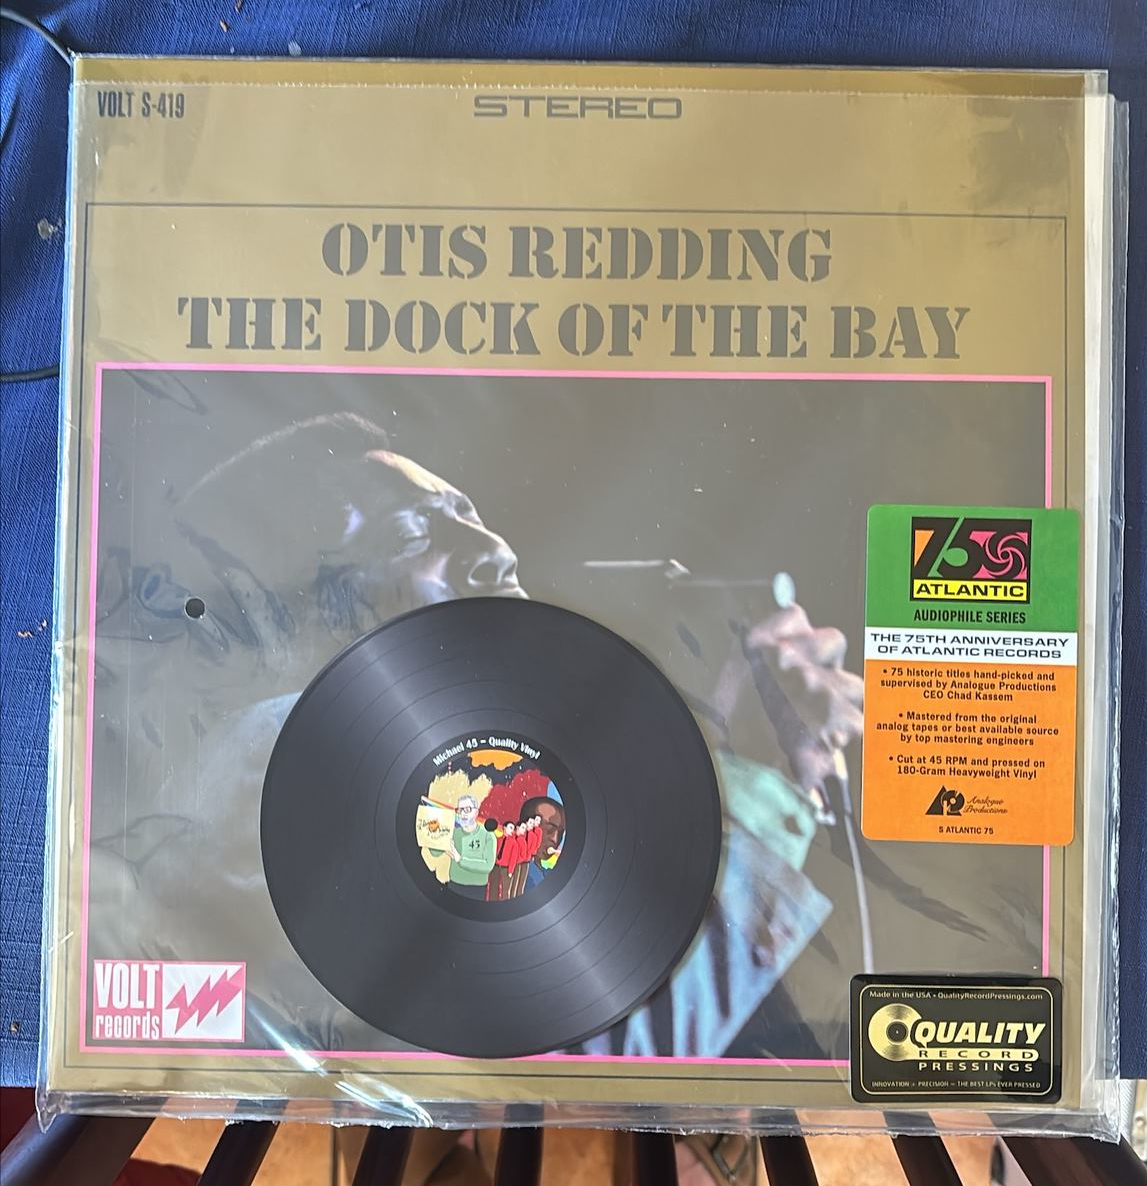 VOLT S-419
STEREO
OTIS REDDING
THE DOCK OF THE BAY
75
ATLANTIC
AUDIOPHILE SERIES
THE 75TH ANNIVERSARY
OF ATLANTIC RECORDS
• 75 historic titles hand-picked and
supervised by Analogue Productions
CEO Chad Kassem
• Mastered from the original
analog tapes or best available source
by top mastering engineers
• Cut at 45 RPM and pressed on
180-Gram Heavyweight Vinyl
Analogue
Productions
S ATLANTIC 75
Michael 45 – Quality Vinyl
45
VOLT
records
Made in the USA • QualityRecordPressings.com
QUALITY
RECORD
PRESSINGS
INNOVATION + PRECISION = THE BEST LPs EVER PRESSED